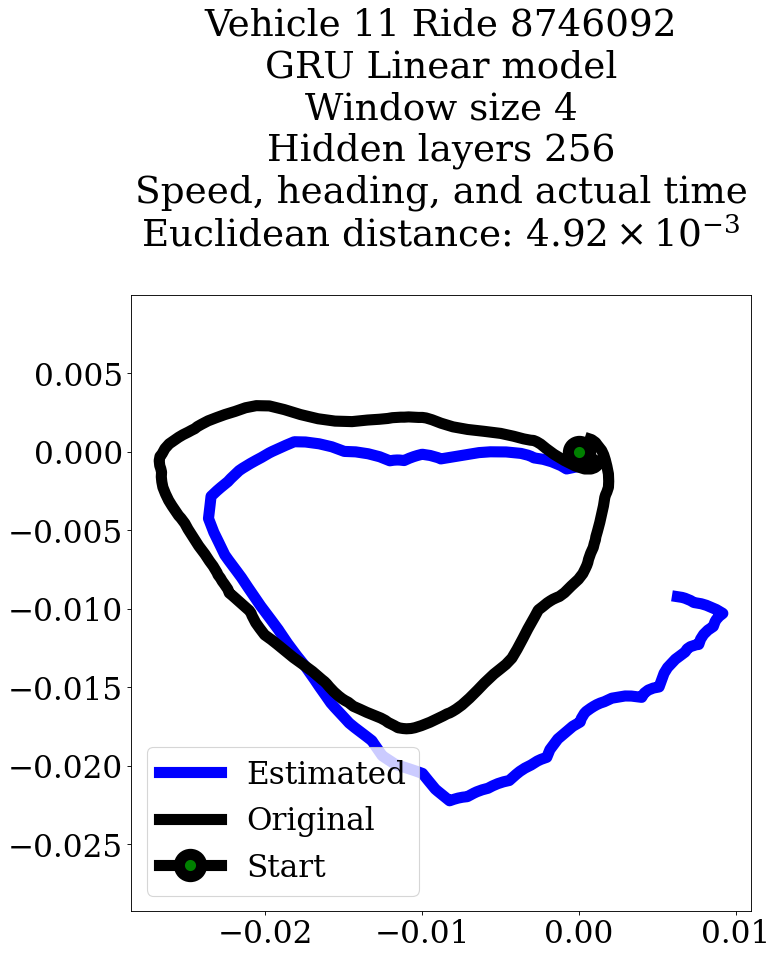 Vehicle 11 Ride 8746092
GRU Linear model
Window size 4
Hidden layers 256
Speed, heading, and actual time
Euclidean distance: 4.92 × 10⁻³
0.005
0.000
−0.005
−0.010
−0.015
−0.020
−0.025
Estimated
Original
Start
−0.02
−0.01
0.00
0.01